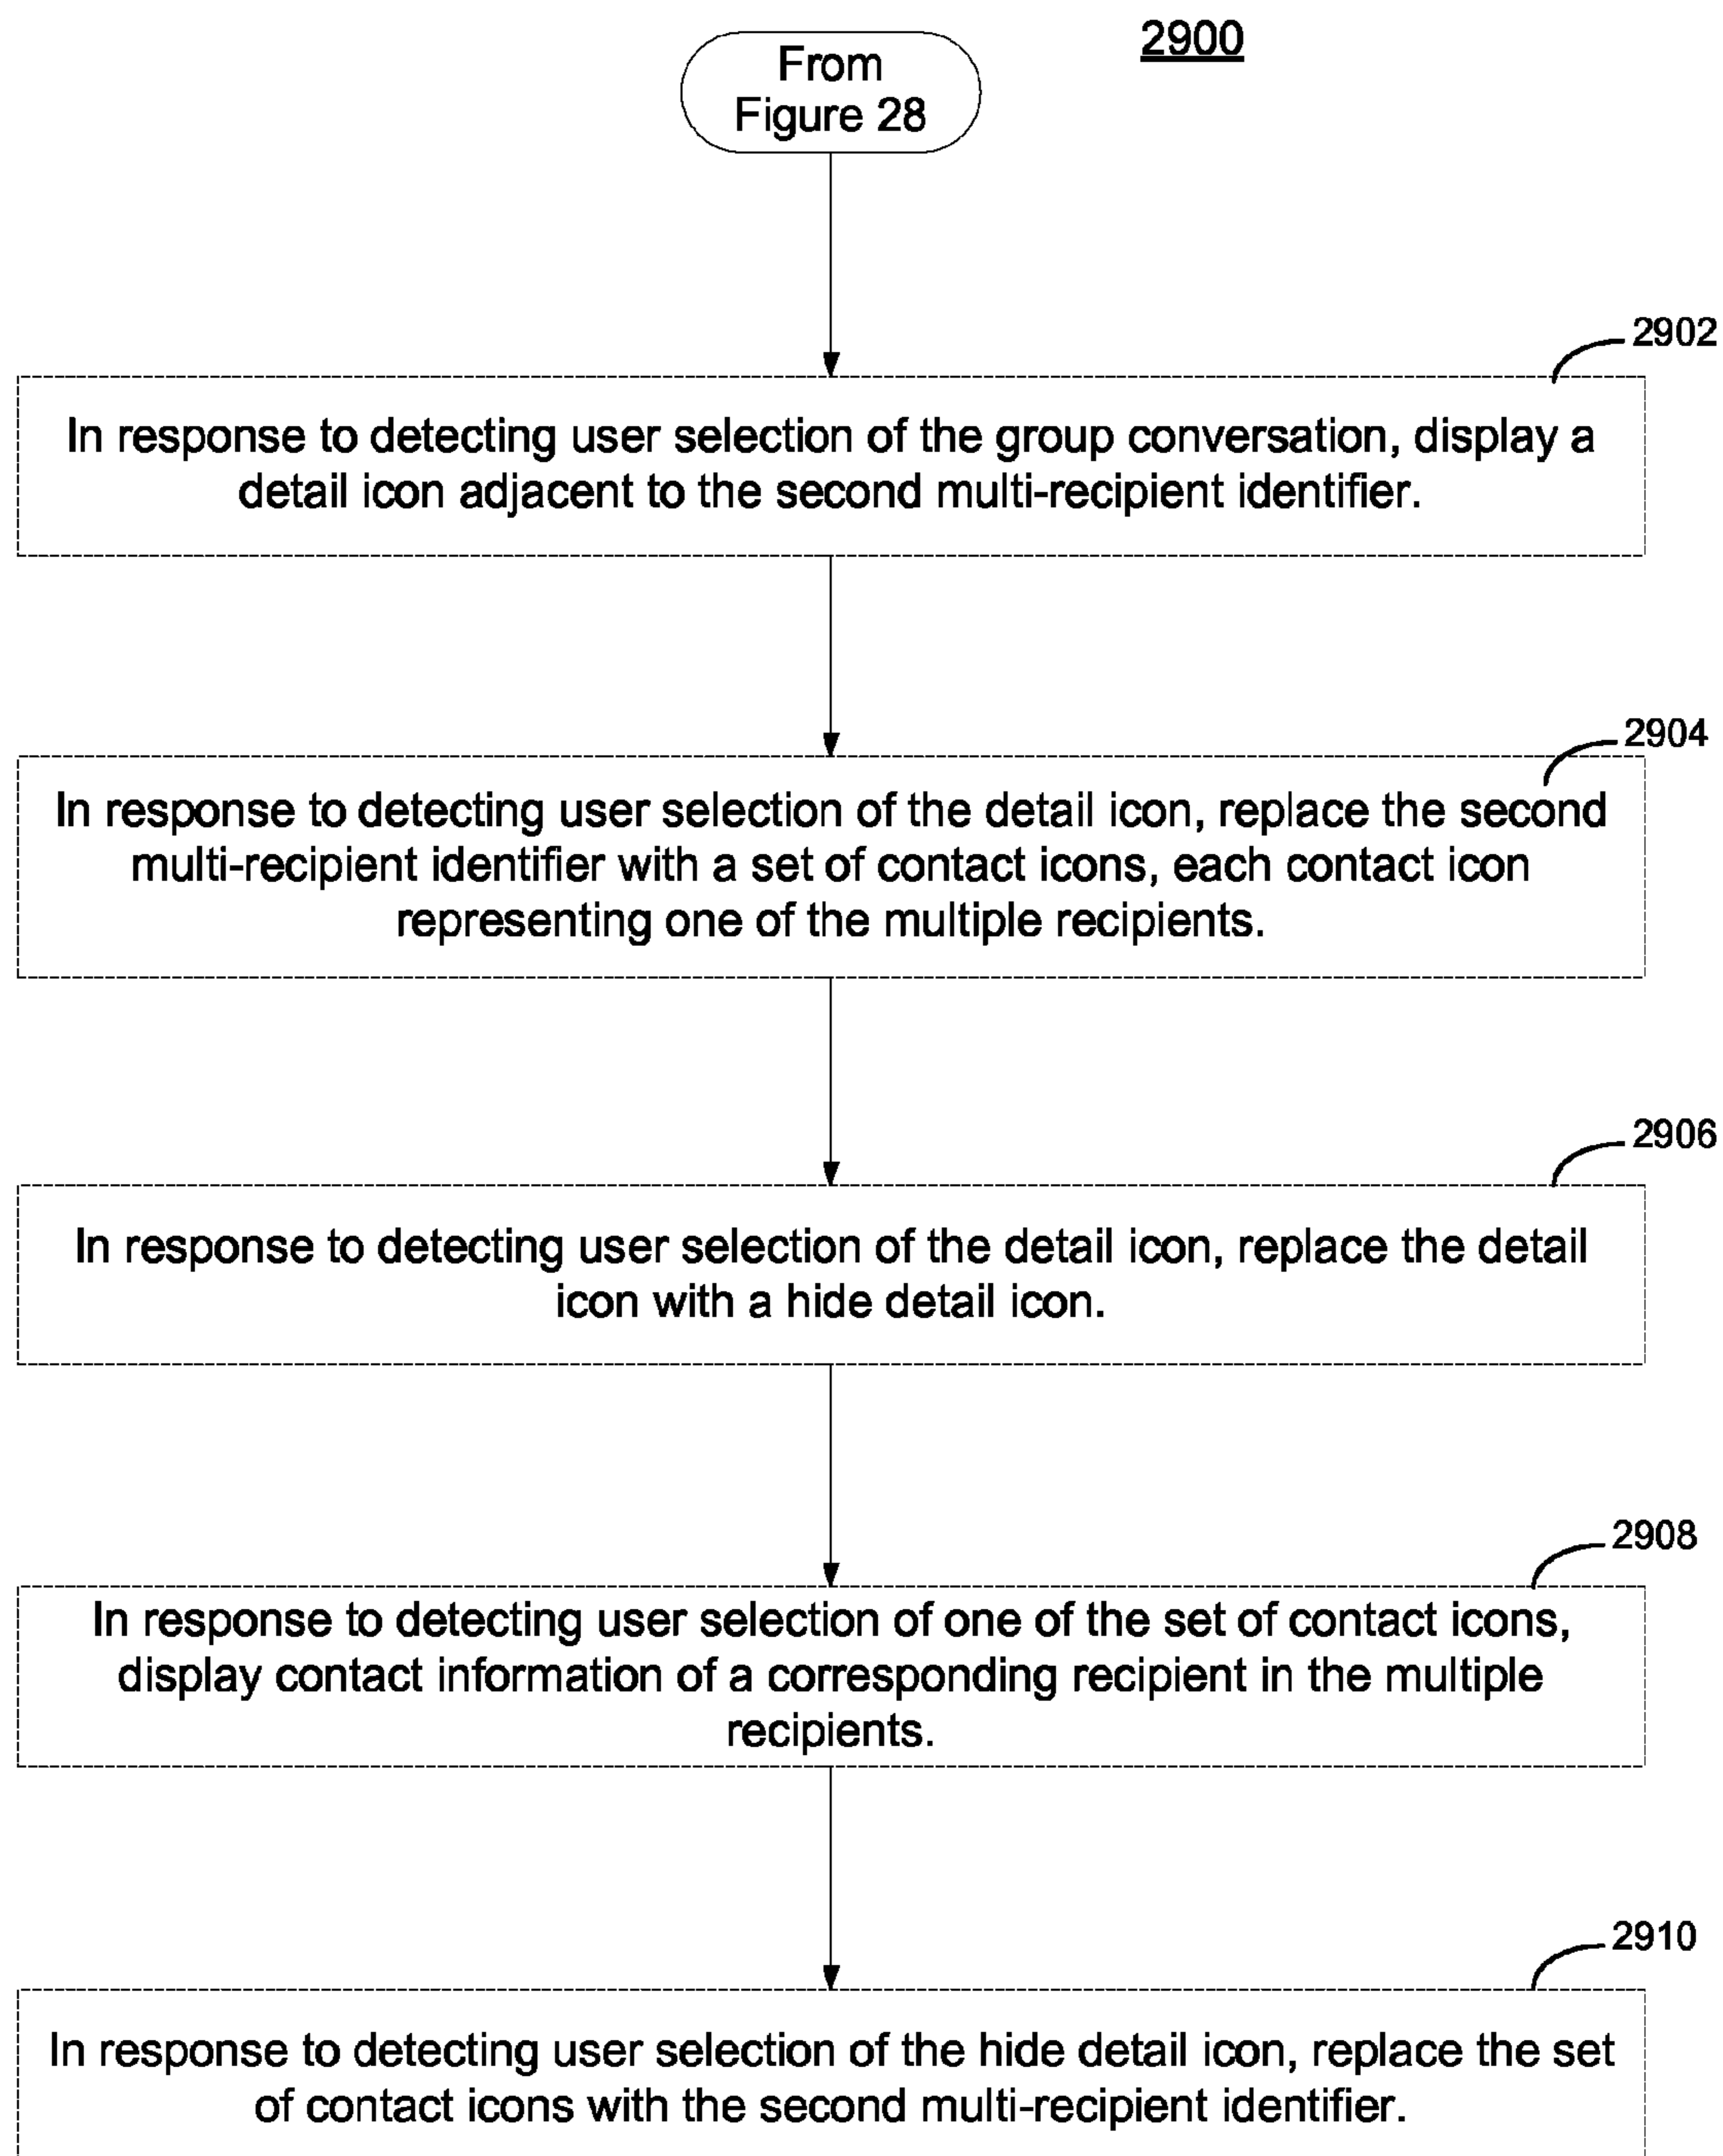 2900
From
Figure 28
2902
In response to detecting user selection of the group conversation, display a
detail icon adjacent to the second multi-recipient identifier.
2904
In response to detecting user selection of the detail icon, replace the second
multi-recipient identifier with a set of contact icons, each contact icon
representing one of the multiple recipients.
2906
In response to detecting user selection of the detail icon, replace the detail
icon with a hide detail icon.
2908
In response to detecting user selection of one of the set of contact icons,
display contact information of a corresponding recipient in the multiple
recipients.
2910
In response to detecting user selection of the hide detail icon, replace the set
of contact icons with the second multi-recipient identifier.